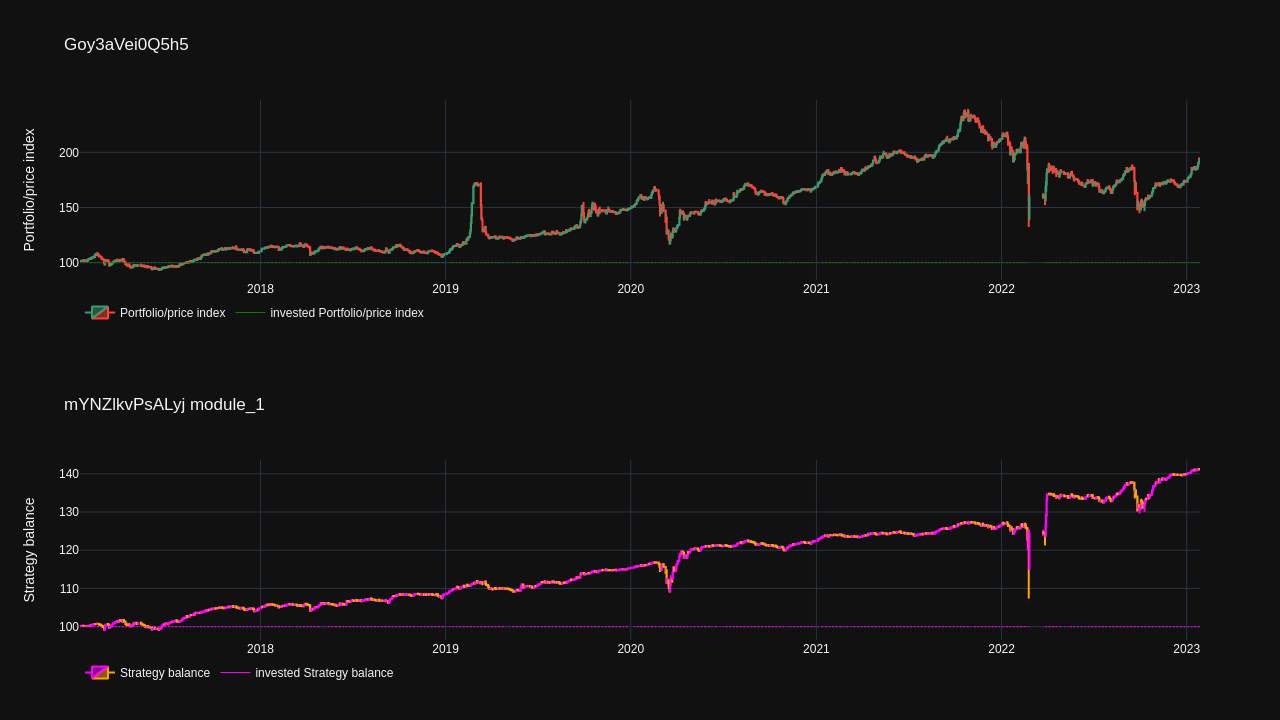 Goy3aVei0Q5h5
Portfolio/price index
200
150
100
2018 2019 2020 2021 2022 2023
Portfolio/price index invested Portfolio/price index
mYNZlkvPsALyj module_1
Strategy balance
140
130
120
110
100
2018 2019 2020 2021 2022 2023
Strategy balance invested Strategy balance